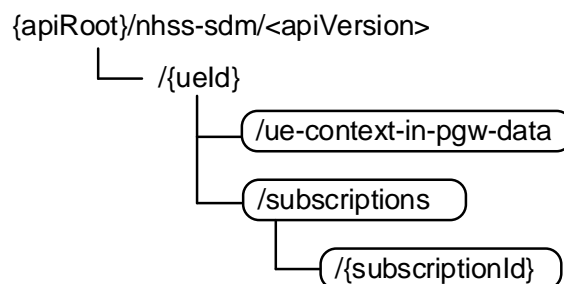 {apiRoot}/nhss-sdm/<apiVersion>
/{ueId}
/ue-context-in-pgw-data
/subscriptions
/{subscriptionId}